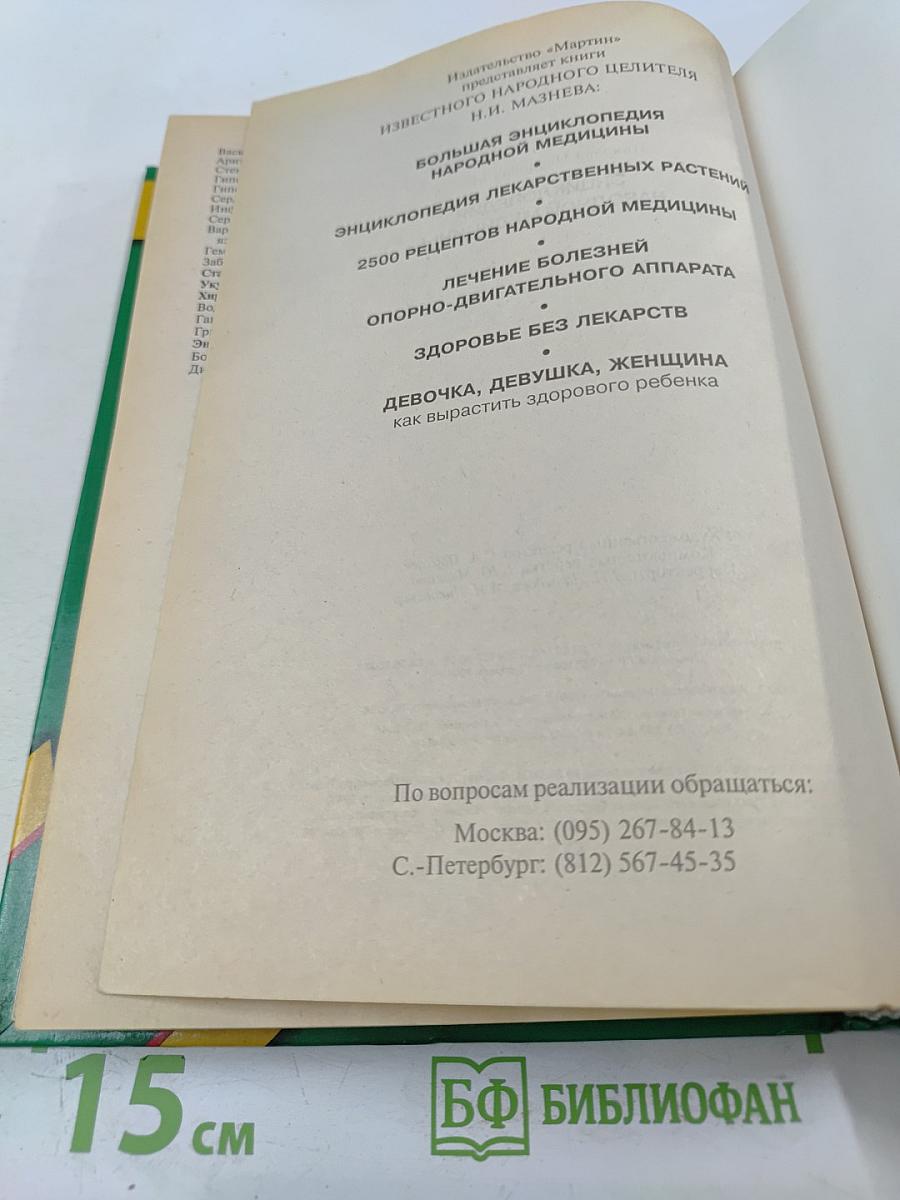 Издательство «Мартин»
представляет книги
ИЗВЕСТНОГО НАРОДНОГО ЦЕЛИТЕЛЯ
Н.И. МАЗНЕВА:
БОЛЬШАЯ ЭНЦИКЛОПЕДИЯ
НАРОДНОЙ МЕДИЦИНЫ
•
ЭНЦИКЛОПЕДИЯ ЛЕКАРСТВЕННЫХ РАСТЕНИЙ
•
2500 РЕЦЕПТОВ НАРОДНОЙ МЕДИЦИНЫ
•
ЛЕЧЕНИЕ БОЛЕЗНЕЙ
ОПОРНО-ДВИГАТЕЛЬНОГО АППАРАТА
•
ЗДОРОВЬЕ БЕЗ ЛЕКАРСТВ
•
ДЕВОЧКА, ДЕВУШКА, ЖЕНЩИНА
как вырастить здорового ребенка
По вопросам реализации обращаться:
Москва: (095) 267-84-13
С.-Петербург: (812) 567-45-35
15 см
БФ БИБЛИОФАН